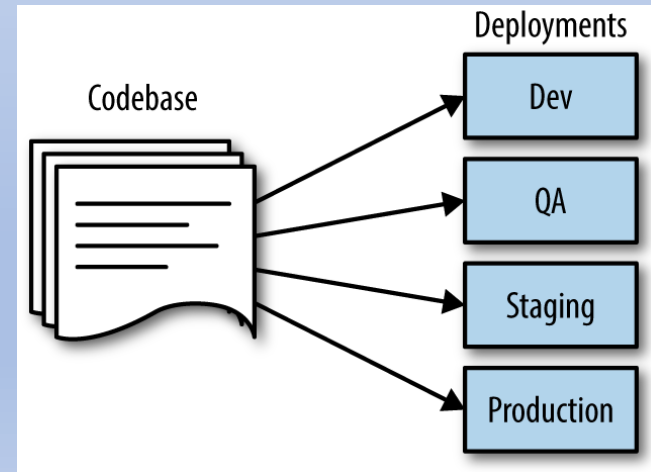 Deployments
Codebase
Dev
QA
Staging
Production